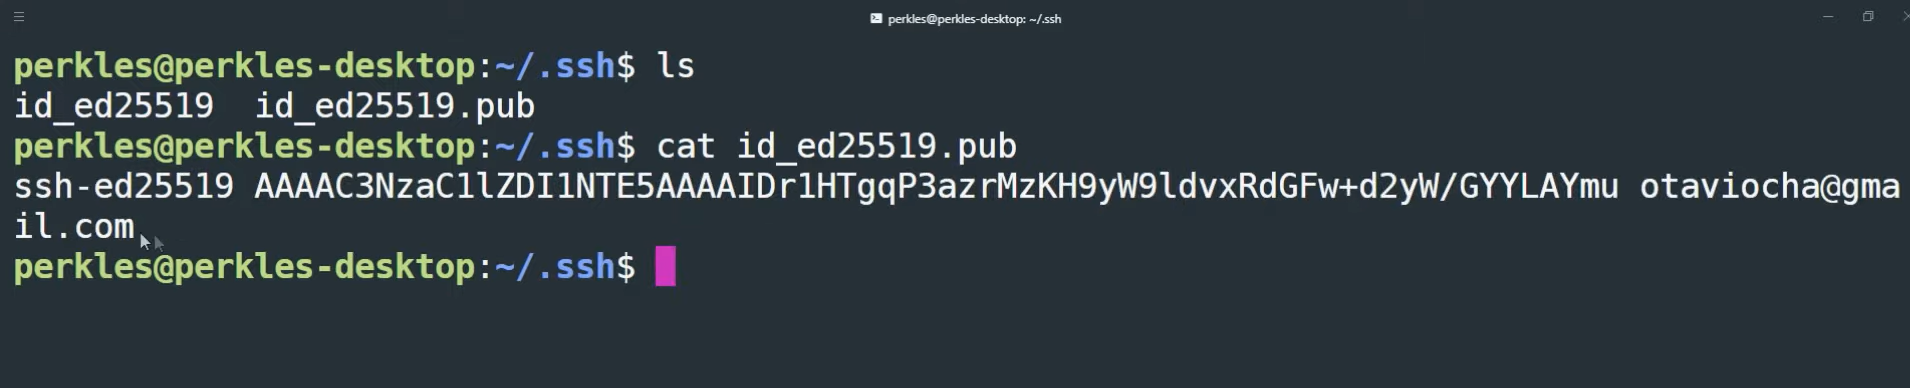 perkles@perkles-desktop: ~/.ssh
perkles@perkles-desktop:~/.ssh$ ls
id_ed25519  id_ed25519.pub
perkles@perkles-desktop:~/.ssh$ cat id_ed25519.pub
ssh-ed25519 AAAAC3NzaC1lZDI1NTE5AAAAIDr1HTgqP3azrMzKH9yW9ldvxRdGFw+d2yW/GYYLAYmu otaviocha@gma
il.com
perkles@perkles-desktop:~/.ssh$